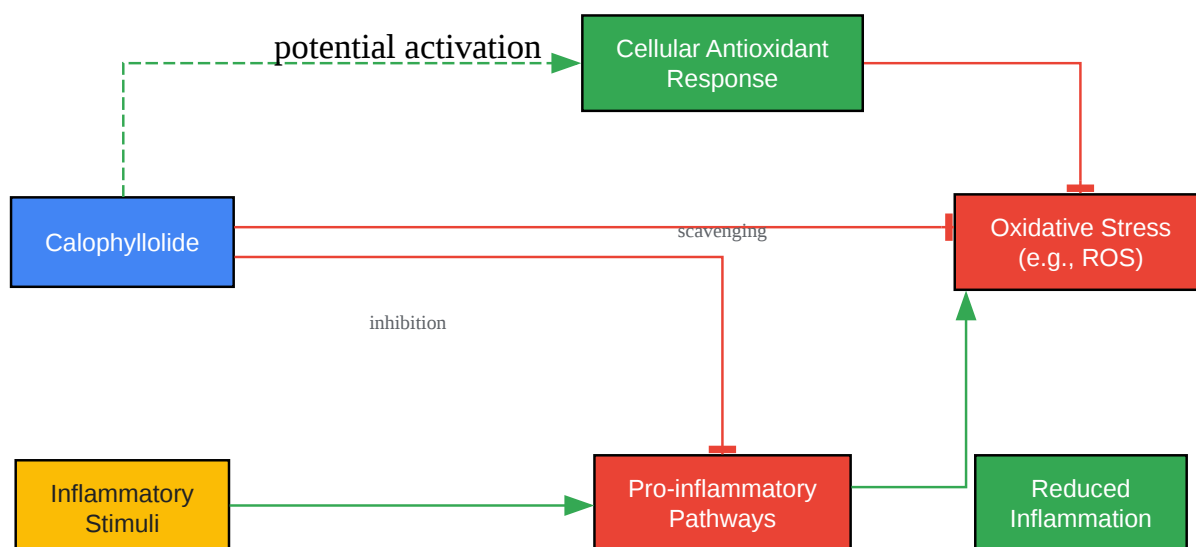 potential activation
Cellular Antioxidant
Response
Calophyllolide
scavenging
Oxidative Stress
(e.g., ROS)
inhibition
Inflammatory
Stimuli
Pro-inflammatory
Pathways
Reduced
Inflammation